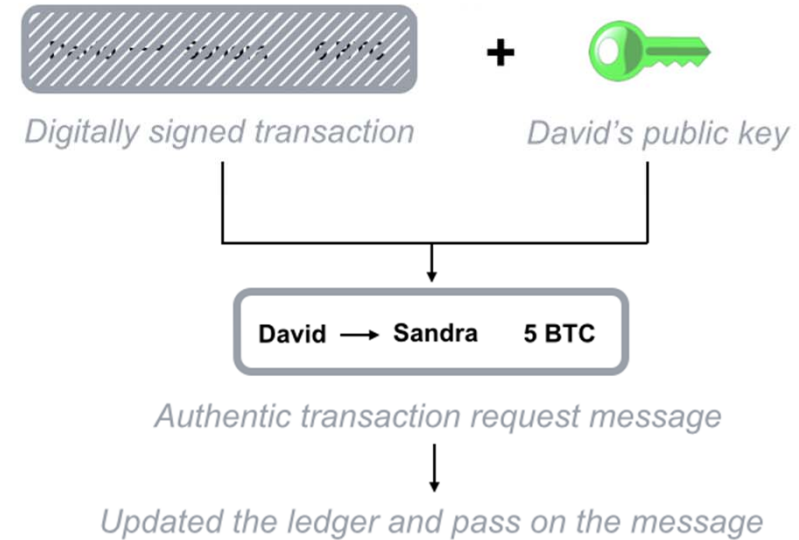 +
Digitally signed transaction
David's public key
David → Sandra 5 BTC
Authentic transaction request message
Updated the ledger and pass on the message